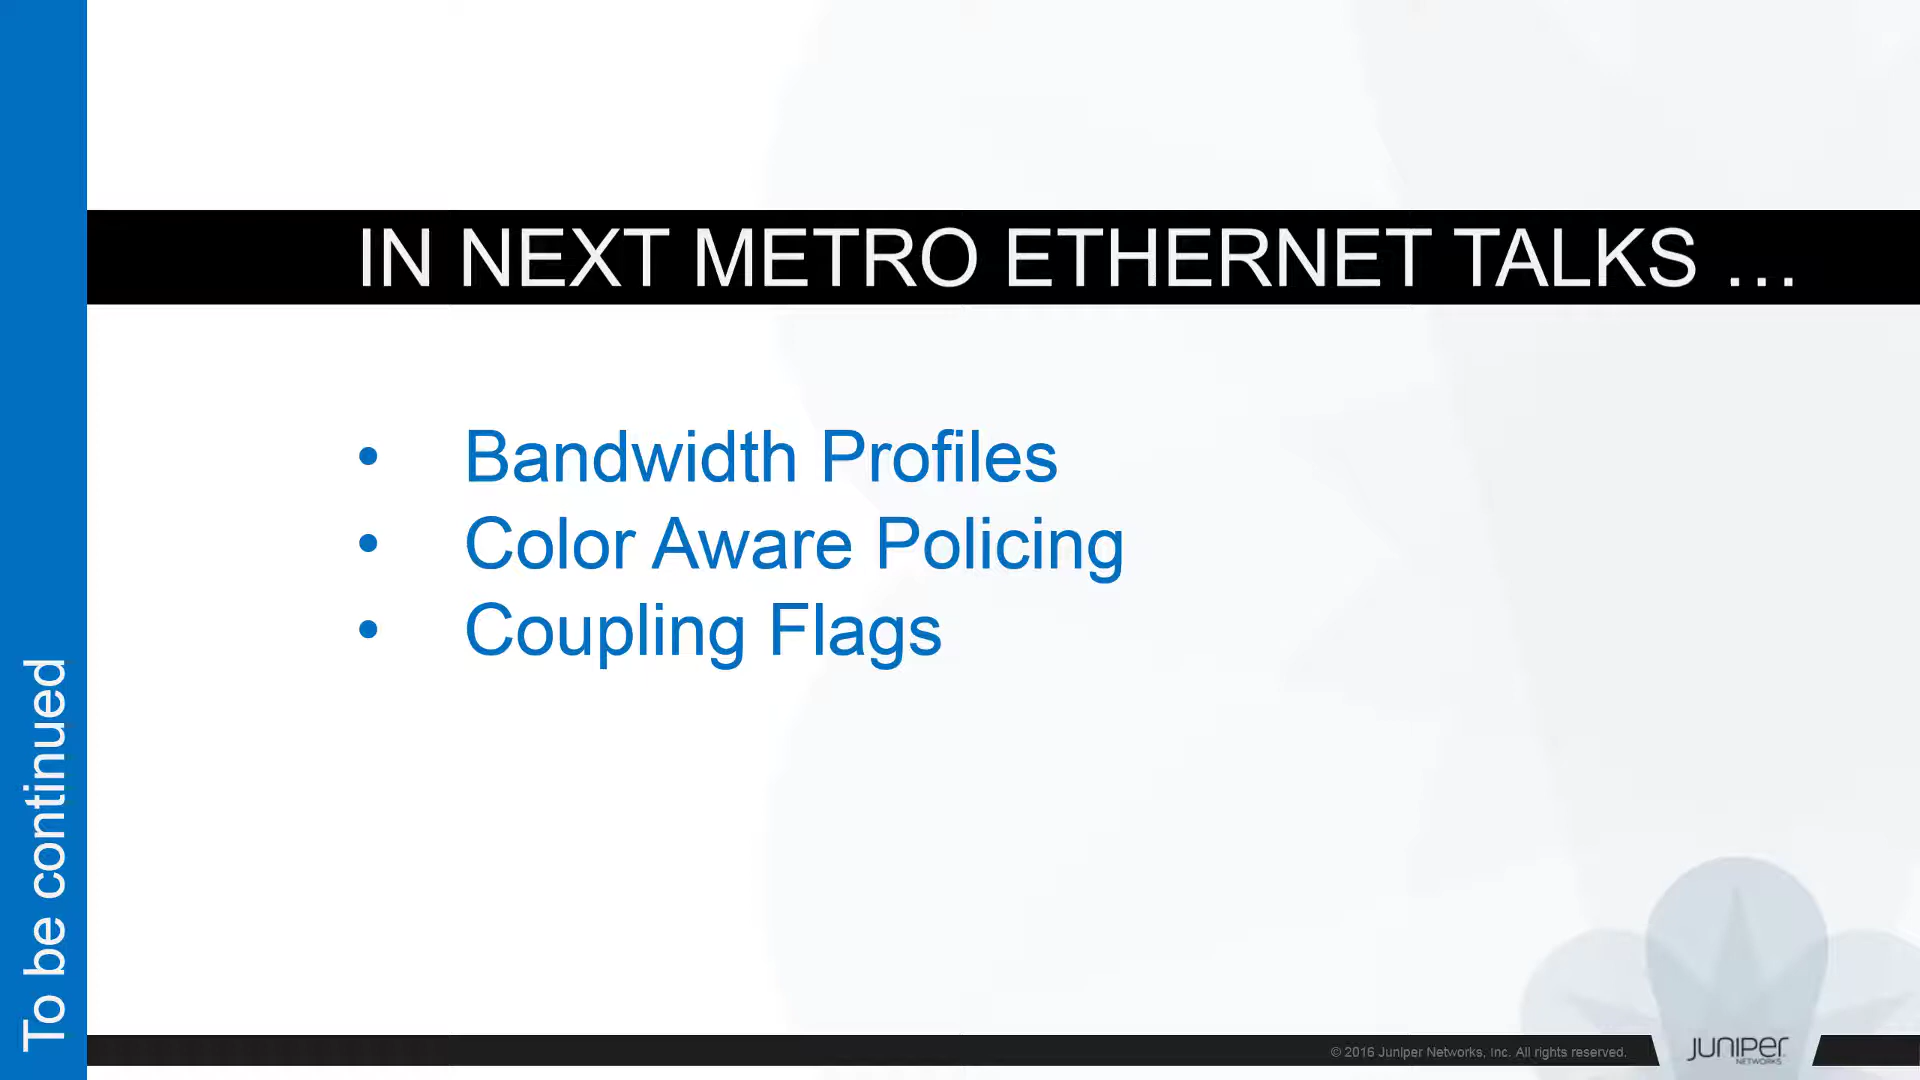 IN NEXT METRO ETHERNET TALKS …
• Bandwidth Profiles
• Color Aware Policing
• Coupling Flags
To be continued
© 2016 Juniper Networks, Inc. All rights reserved.
JUNIPER
NETWORKS